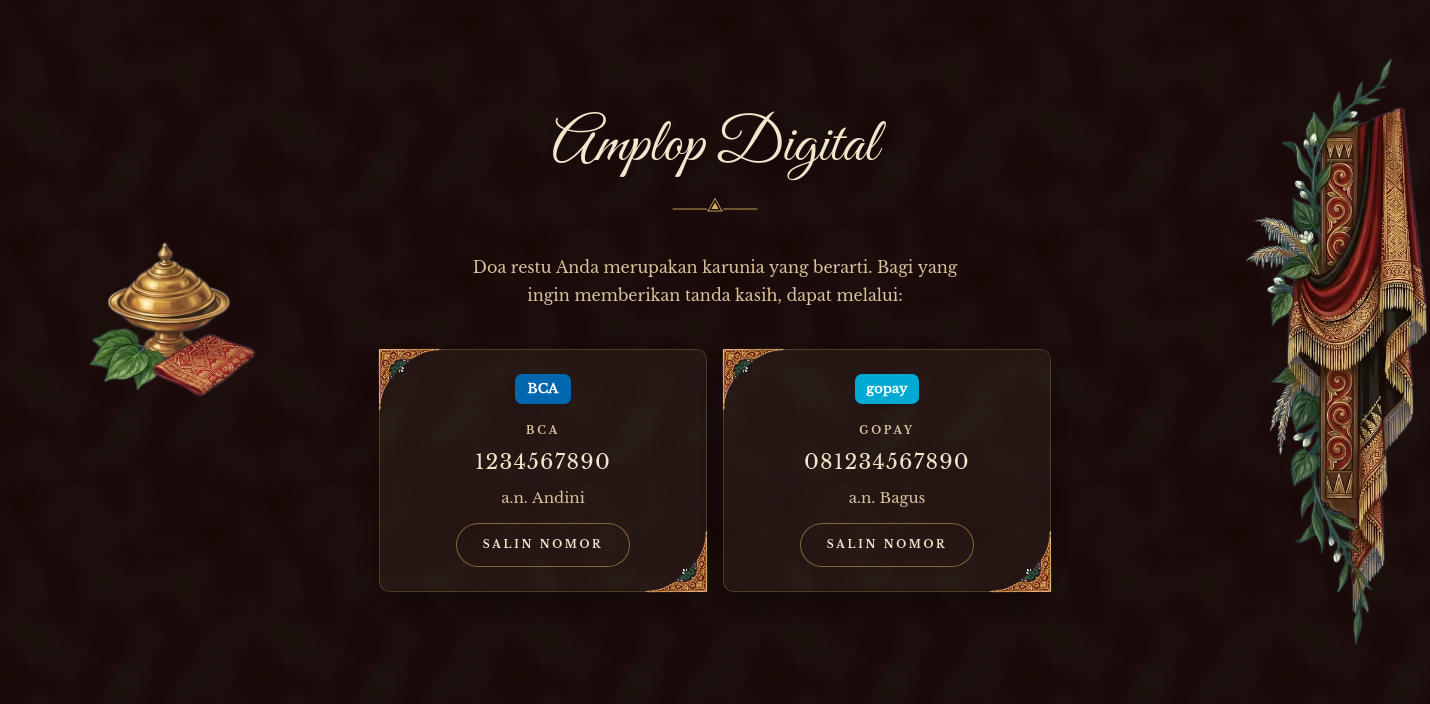 Amplop Digital
Doa restu Anda merupakan karunia yang berarti. Bagi yang
ingin memberikan tanda kasih, dapat melalui:
BCA
BCA
1234567890
a.n. Andini
SALIN NOMOR
gopay
GOPAY
081234567890
a.n. Bagus
SALIN NOMOR